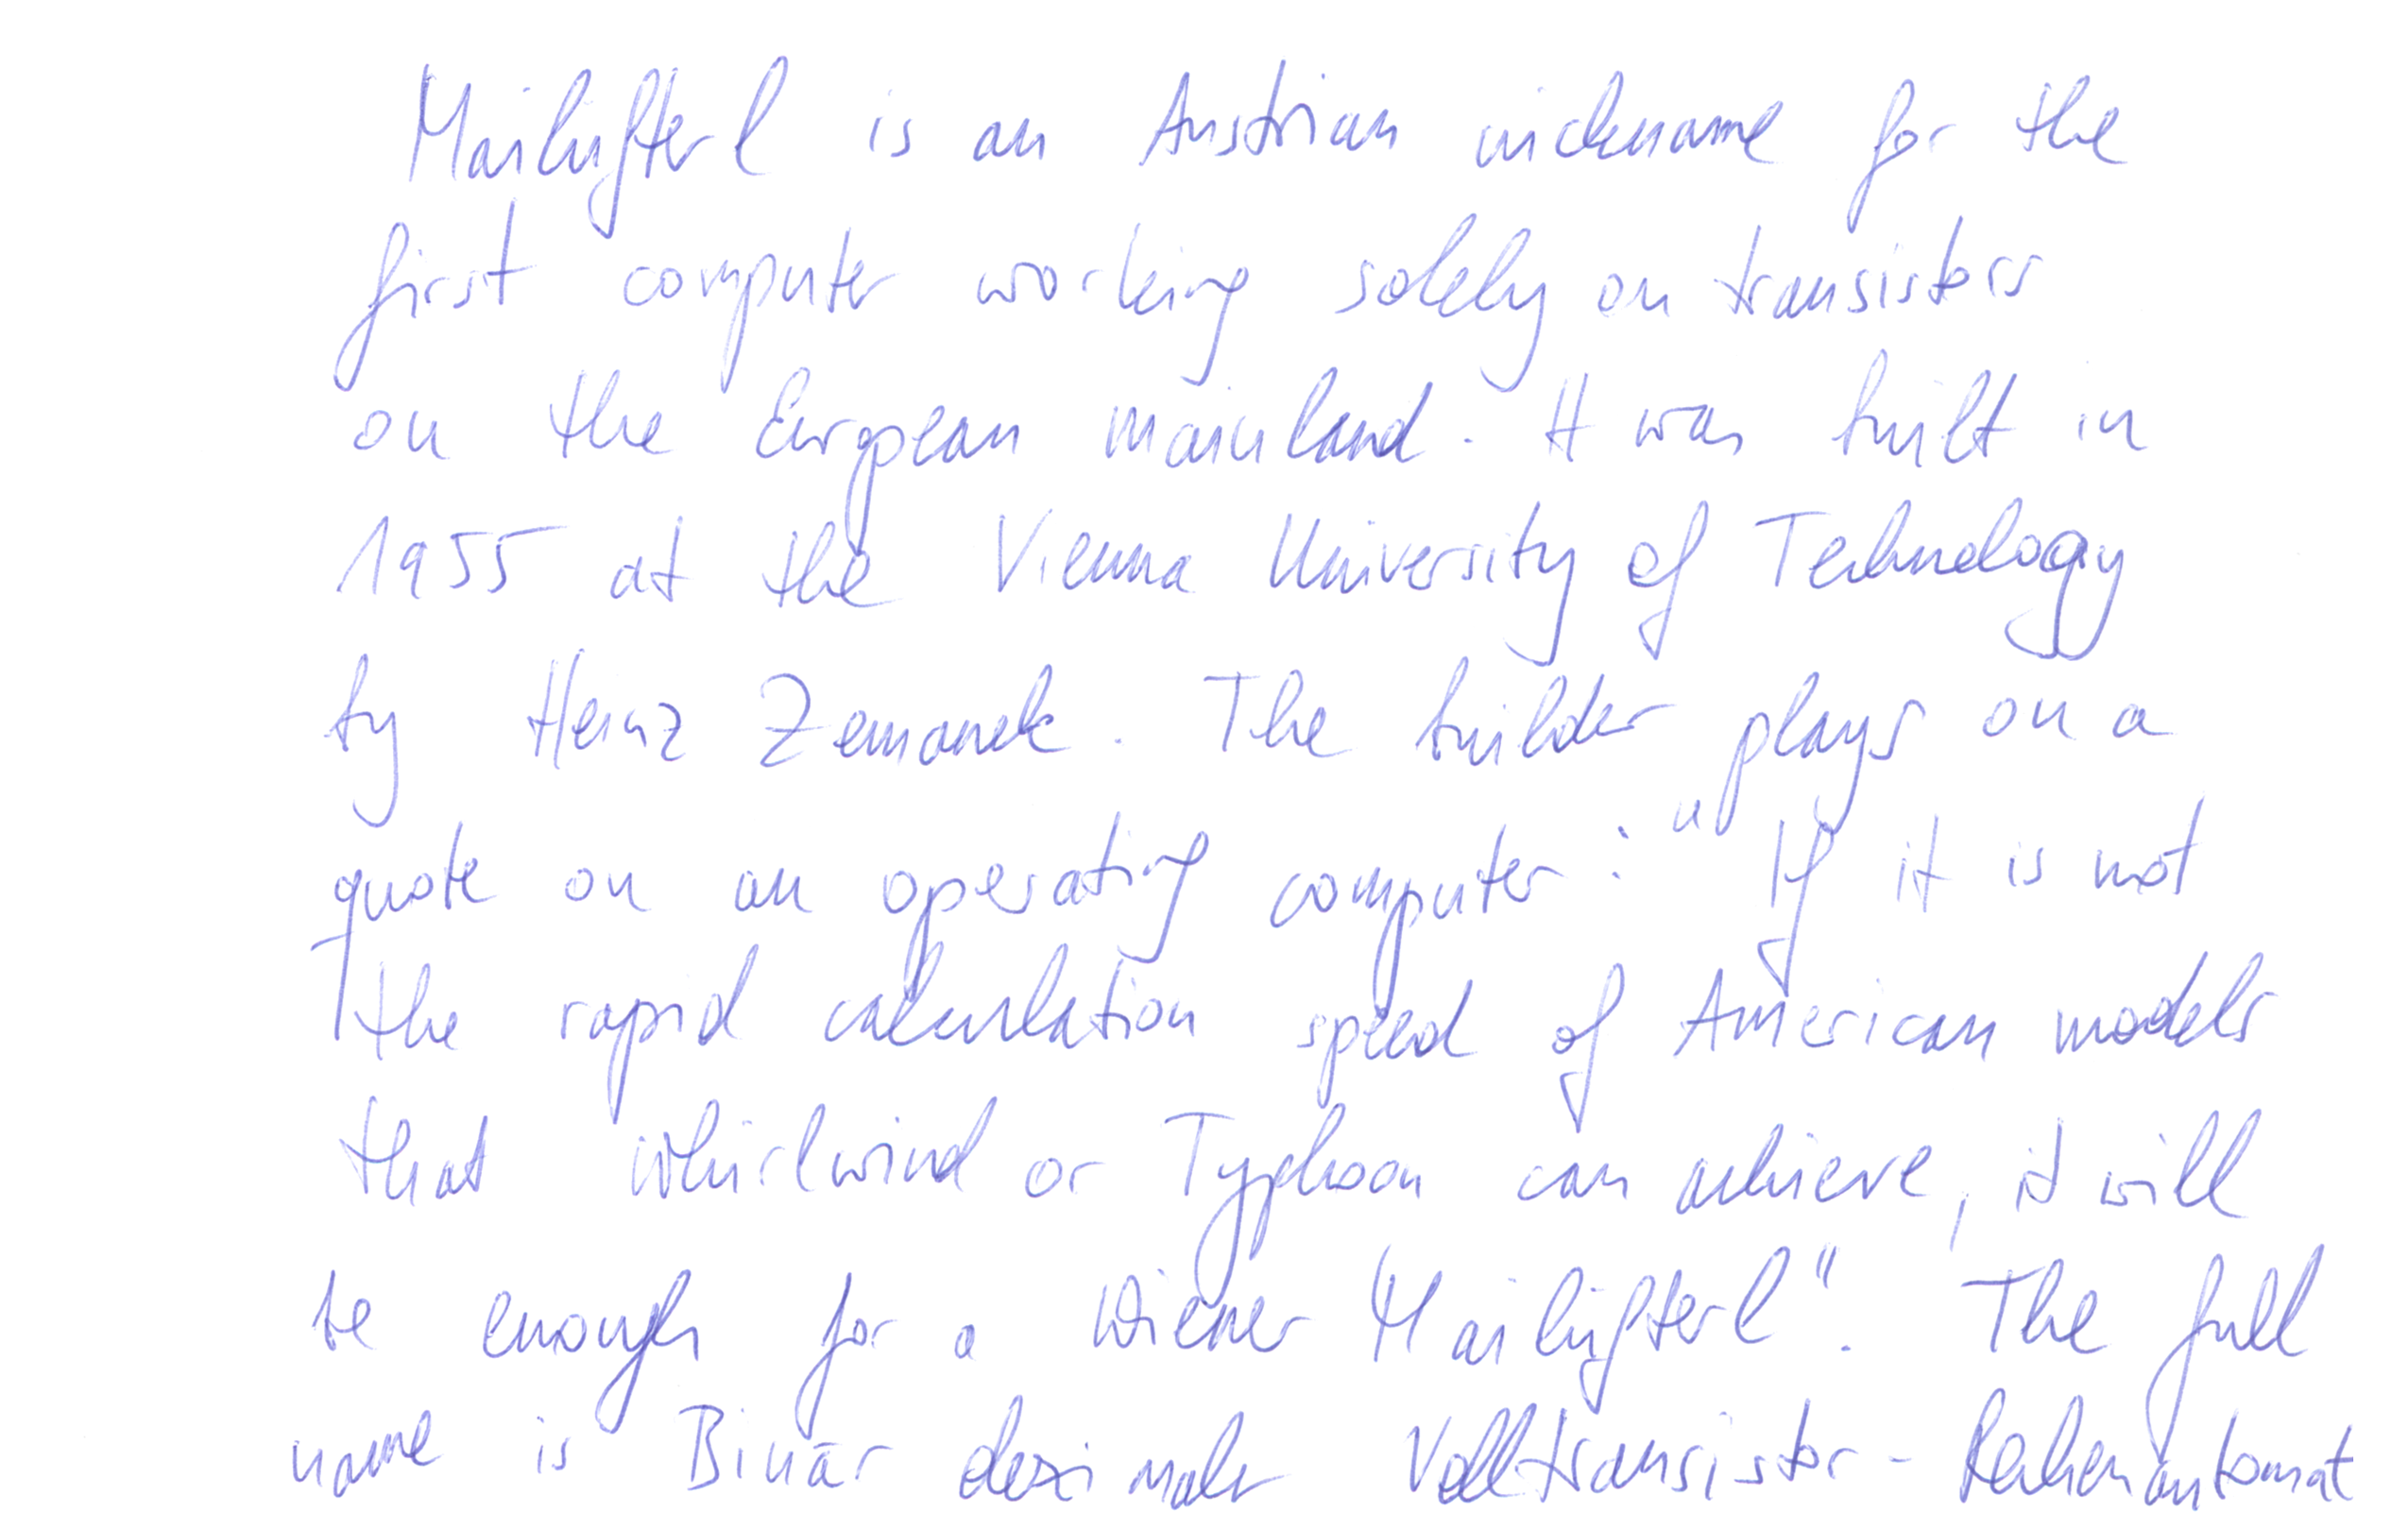 Mailüfterl is an Austrian nickname for the
first computer working solely on transistors
on the European mainland. It was built in
1955 at the Vienna University of Technology
by Heinz Zemanek. The builder plays on a
quote on an operating computer: "If it is not
the rapid calculation speed of American models
that Whirlwind or Typhoon can achieve, it will
be enough for a Wiener Mailüfterl". The full
name is Binär dezimaler Volltransistor-Rechenautomat